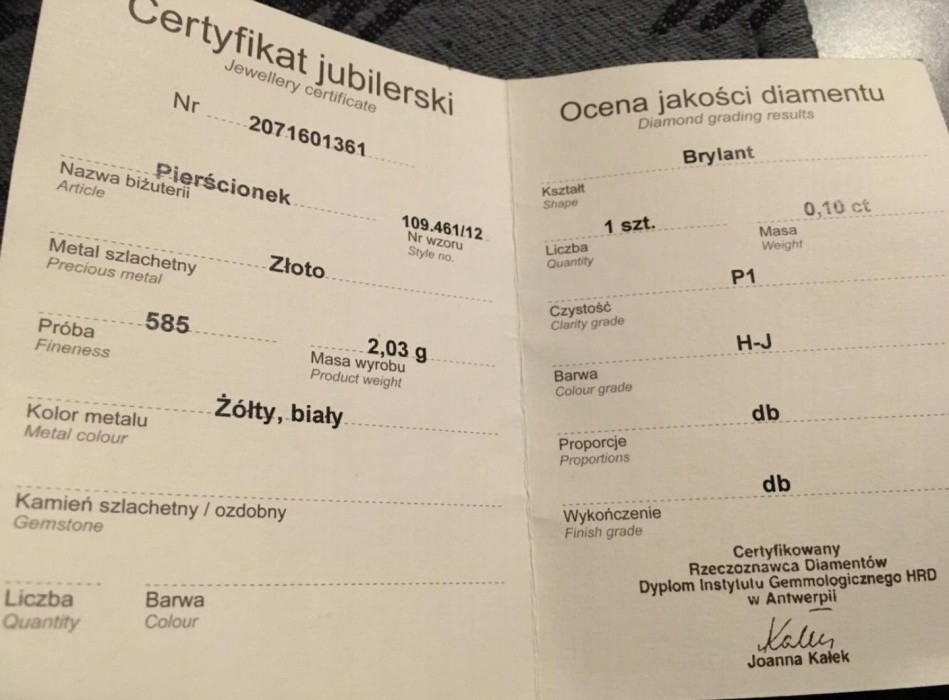 Certyfikat jubilerski
Jewellery certificate
Nr 2071601361
Pierścionek
Nazwa biżuterii
Article
109.461/12
Nr wzoru
Style no.
Złoto
Metal szlachetny
Precious metal
585
Próba
Fineness
2,03 g
Masa wyrobu
Product weight
Żółty, biały
Kolor metalu
Metal colour
Kamień szlachetny / ozdobny
Gemstone
Liczba
Quantity
Barwa
Colour
Ocena jakości diamentu
Diamond grading results
Brylant
Kształt
Shape
1 szt.
Liczba
Quantity
0,10 ct
Masa
Weight
P1
Czystość
Clarity grade
H-J
Barwa
Colour grade
db
Proporcje
Proportions
db
Wykończenie
Finish grade
Certyfikowany
Rzeczoznawca Diamentów
Dyplom Instytutu Gemmologicznego HRD
w Antwerpii
Joanna Kałek